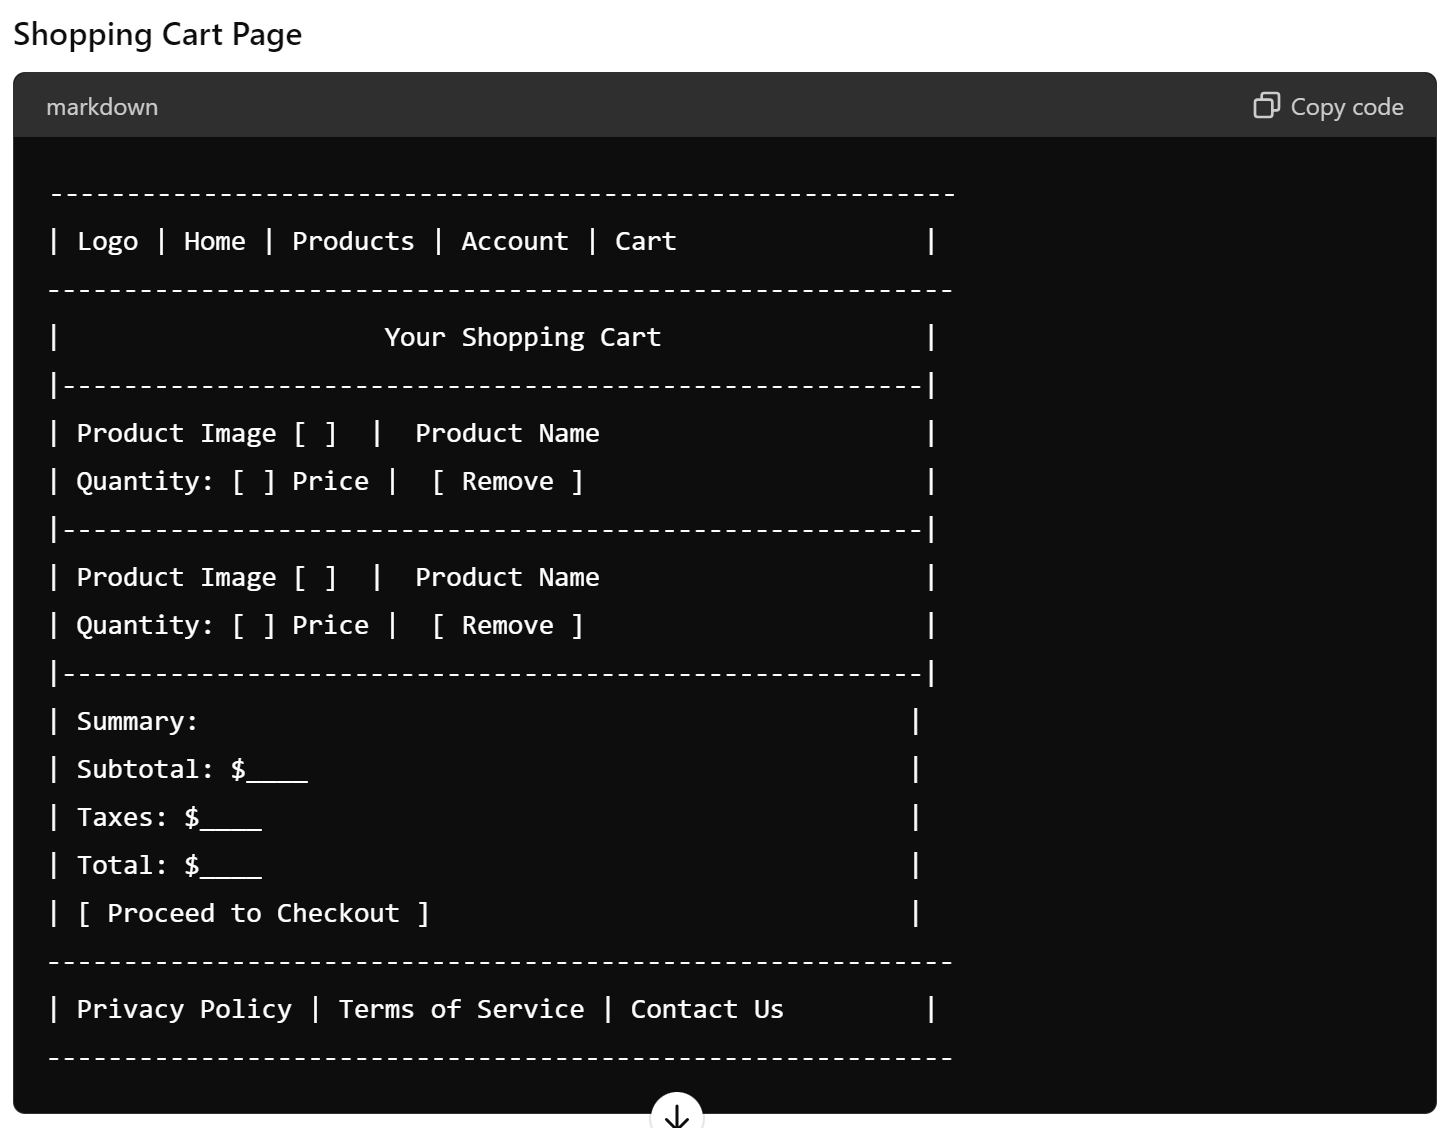 Shopping Cart Page
markdown
Copy code
-----------------------------------------------------------
| Logo | Home | Products | Account | Cart                |
-----------------------------------------------------------
|                     Your Shopping Cart                 |
|--------------------------------------------------------|
| Product Image [ ]  |  Product Name                     |
| Quantity: [ ] Price |  [ Remove ]                      |
|--------------------------------------------------------|
| Product Image [ ]  |  Product Name                     |
| Quantity: [ ] Price |  [ Remove ]                      |
|--------------------------------------------------------|
| Summary:                                              |
| Subtotal: $____                                       |
| Taxes: $____                                          |
| Total: $____                                          |
| [ Proceed to Checkout ]                               |
-----------------------------------------------------------
| Privacy Policy | Terms of Service | Contact Us         |
-----------------------------------------------------------